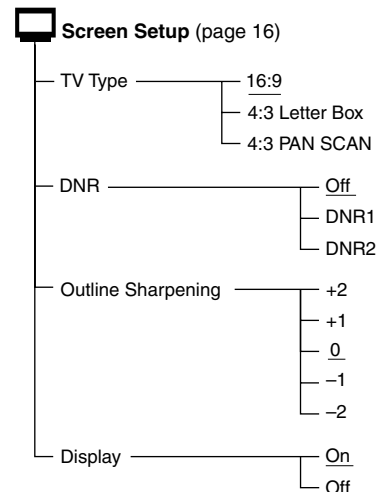 Screen Setup (page 16)
TV Type
16:9
4:3 Letter Box
4:3 PAN SCAN
DNR
Off
DNR1
DNR2
Outline Sharpening
+2
+1
0
–1
–2
Display
On
Off